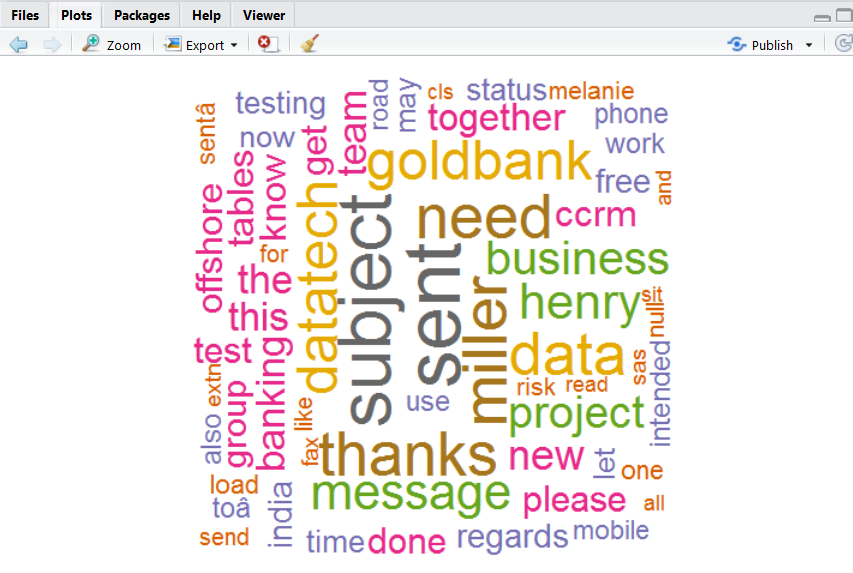 Files Plots Packages Help Viewer
Zoom Export Publish
sentâ testing road may cls status melanie
now get team together phone
goldbank work
offshore tables know free and
datatech subject need ccrm
for the sent business
this miller henry sit null
test data sas
extn risk read intended
also group banking like use project
fax thanks new let one
load message please all
toâ india
send time done regards mobile